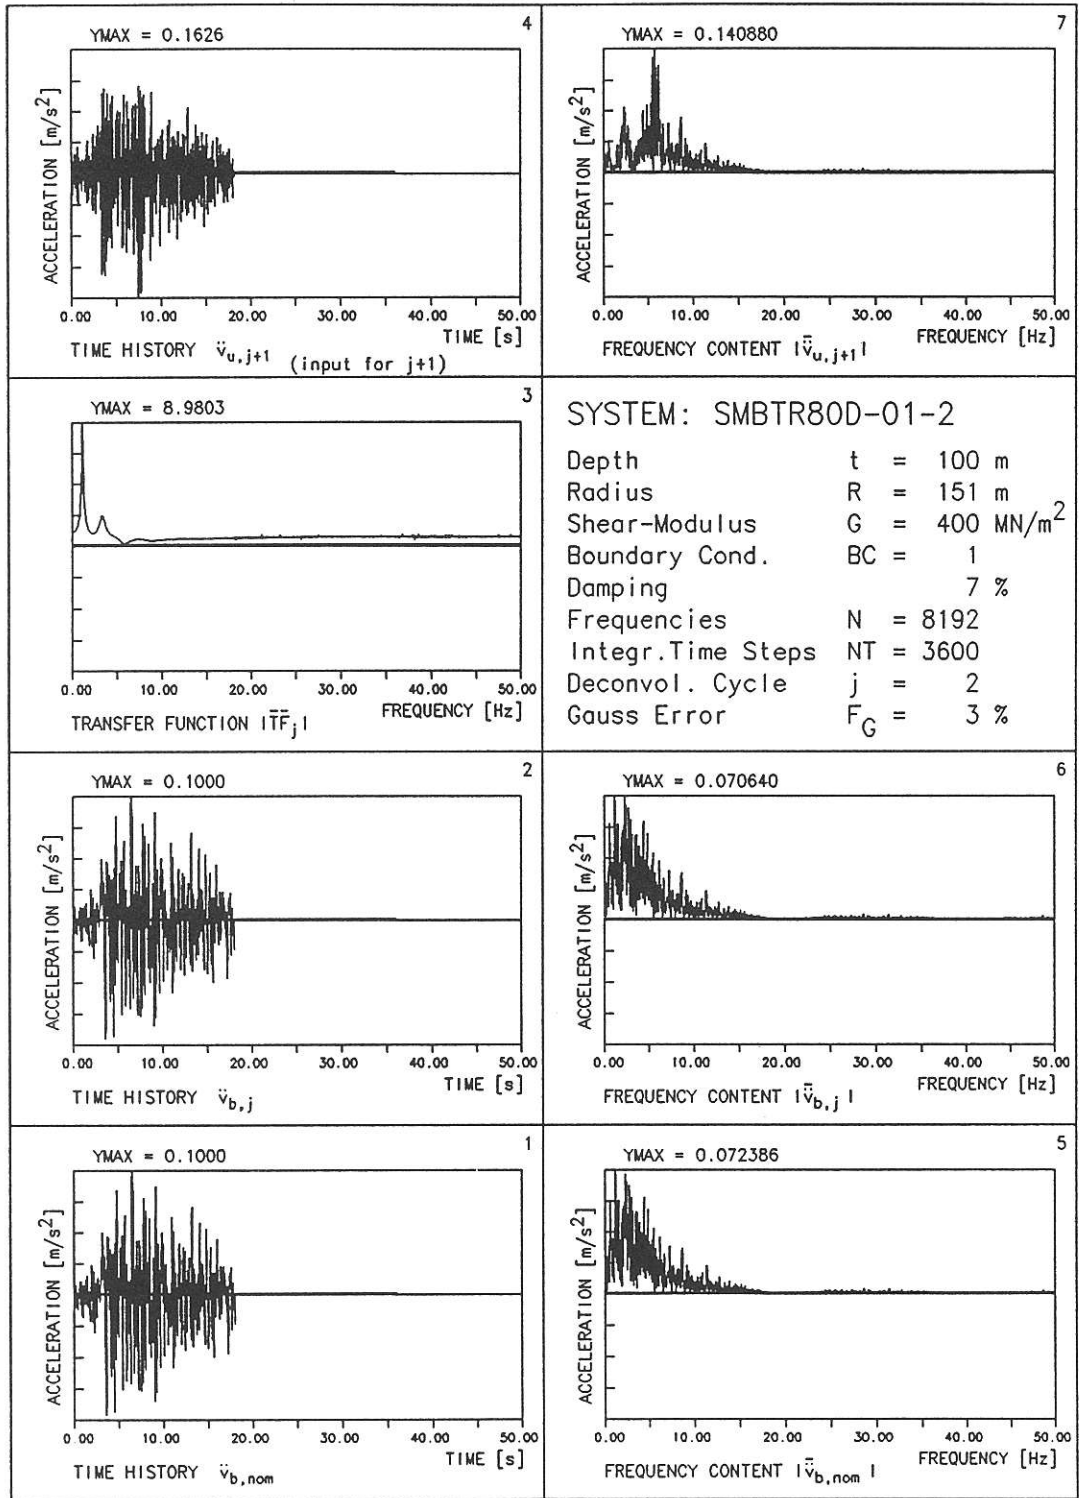 4
YMAX = 0.1626
ACCELERATION [m/s²]
0.00 10.00 20.00 30.00 40.00 50.00
TIME [s]
TIME HISTORY v̈u,j+1 (input for j+1)
7
YMAX = 0.140880
ACCELERATION [m/s²]
0.00 10.00 20.00 30.00 40.00 50.00
FREQUENCY [Hz]
FREQUENCY CONTENT |v̈̄u,j+1|
3
YMAX = 8.9803
0.00 10.00 20.00 30.00 40.00 50.00
FREQUENCY [Hz]
TRANSFER FUNCTION |T̄F̄j|
SYSTEM: SMBTR80D-01-2
Depth t = 100 m
Radius R = 151 m
Shear-Modulus G = 400 MN/m²
Boundary Cond. BC = 1
Damping 7 %
Frequencies N = 8192
Integr.Time Steps NT = 3600
Deconvol. Cycle j = 2
Gauss Error FG = 3 %
2
YMAX = 0.1000
ACCELERATION [m/s²]
0.00 10.00 20.00 30.00 40.00 50.00
TIME [s]
TIME HISTORY v̈b,j
6
YMAX = 0.070640
ACCELERATION [m/s²]
0.00 10.00 20.00 30.00 40.00 50.00
FREQUENCY [Hz]
FREQUENCY CONTENT |v̈̄b,j|
1
YMAX = 0.1000
ACCELERATION [m/s²]
0.00 10.00 20.00 30.00 40.00 50.00
TIME [s]
TIME HISTORY v̈b,nom
5
YMAX = 0.072386
ACCELERATION [m/s²]
0.00 10.00 20.00 30.00 40.00 50.00
FREQUENCY [Hz]
FREQUENCY CONTENT |v̈̄b,nom|